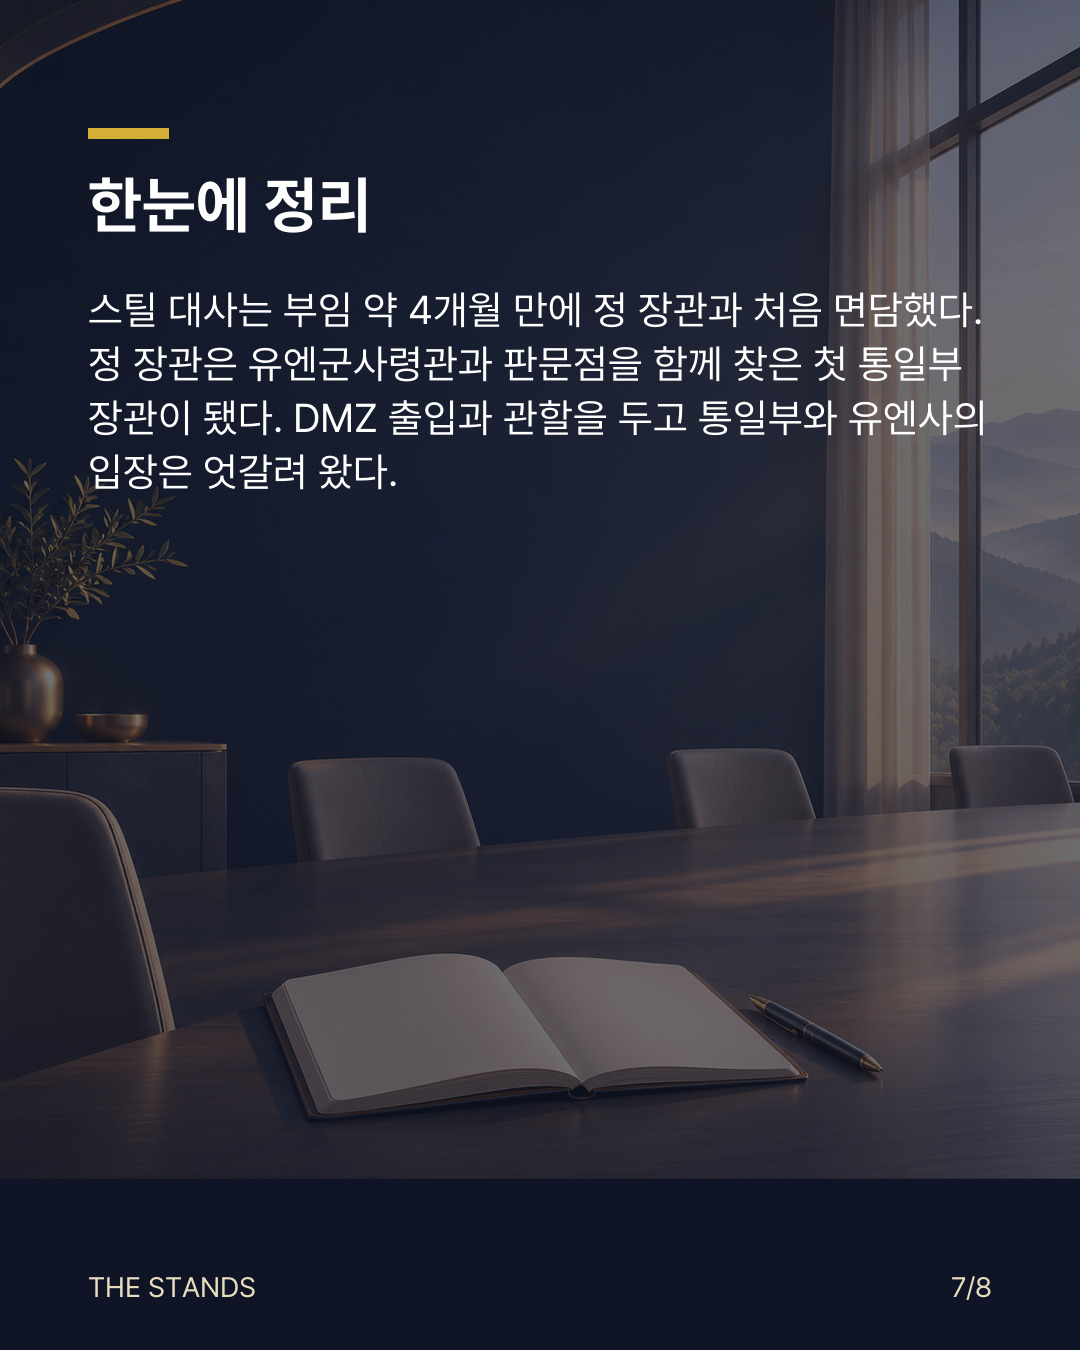 한눈에 정리
스틸 대사는 부임 약 4개월 만에 정 장관과 처음 면담했다.
정 장관은 유엔군사령관과 판문점을 함께 찾은 첫 통일부
장관이 됐다. DMZ 출입과 관할을 두고 통일부와 유엔사의
입장은 엇갈려 왔다.
THE STANDS
7/8